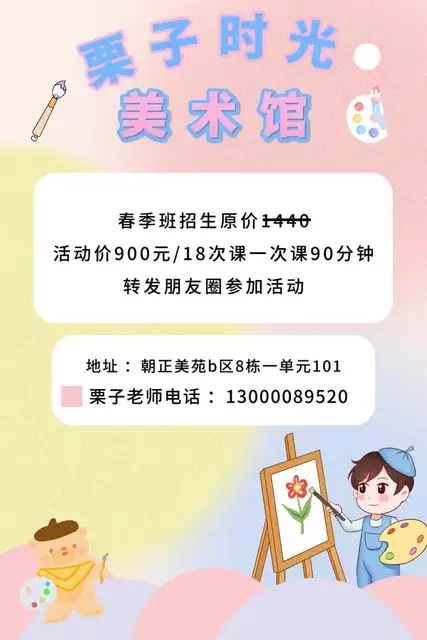 栗子时光
美术馆
春季班招生原价1440
活动价900元/18次课一次课90分钟
转发朋友圈参加活动
地址：朝正美苑b区8栋一单元101
栗子老师电话：13000089520